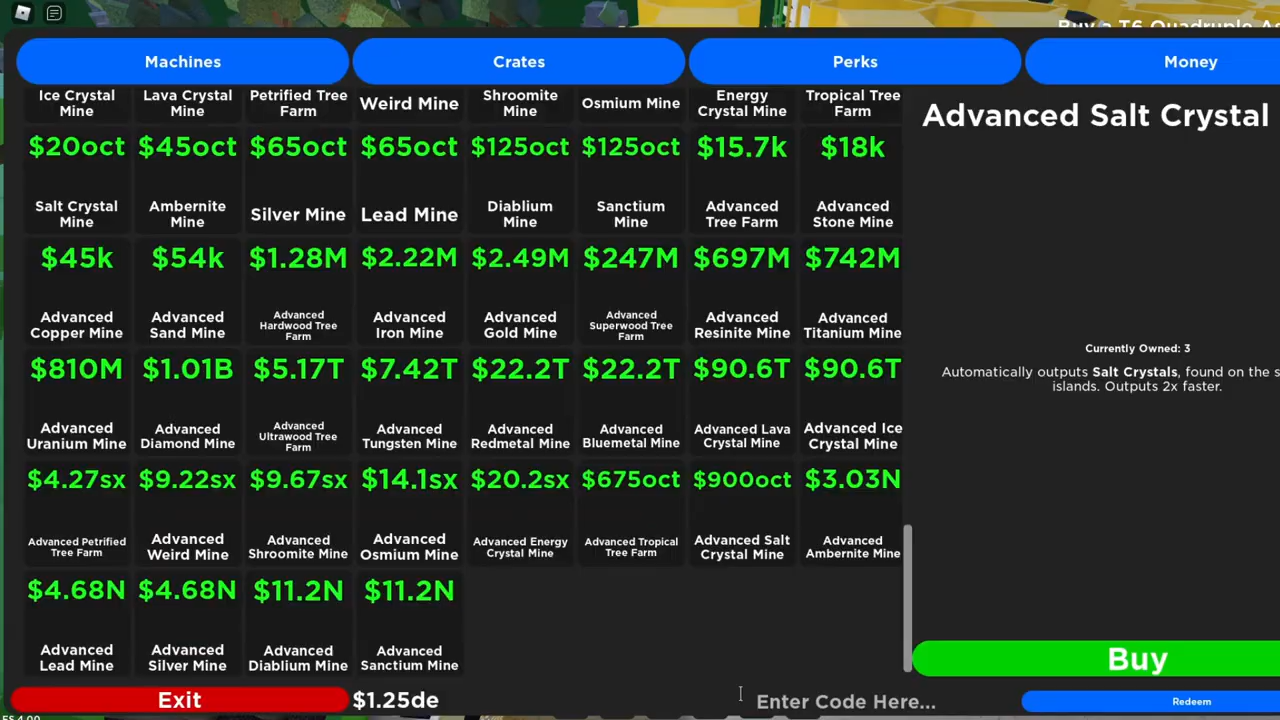 Buy a T6 Quadruple As
Machines
Crates
Perks
Money
Ice Crystal Mine
Lava Crystal Mine
Petrified Tree Farm
Weird Mine
Shroomite Mine
Osmium Mine
Energy Crystal Mine
Tropical Tree Farm
$20oct $45oct $65oct $65oct $125oct $125oct $15.7k $18k
Salt Crystal Mine
Ambernite Mine
Silver Mine
Lead Mine
Diablium Mine
Sanctium Mine
Advanced Tree Farm
Advanced Stone Mine
$45k $54k $1.28M $2.22M $2.49M $247M $697M $742M
Advanced Copper Mine
Advanced Sand Mine
Advanced Hardwood Tree Farm
Advanced Iron Mine
Advanced Gold Mine
Advanced Superwood Tree Farm
Advanced Resinite Mine
Advanced Titanium Mine
$810M $1.01B $5.17T $7.42T $22.2T $22.2T $90.6T $90.6T
Advanced Uranium Mine
Advanced Diamond Mine
Advanced Ultrawood Tree Farm
Advanced Tungsten Mine
Advanced Redmetal Mine
Advanced Bluemetal Mine
Advanced Lava Crystal Mine
Advanced Ice Crystal Mine
$4.27sx $9.22sx $9.67sx $14.1sx $20.2sx $675oct $900oct $3.03N
Advanced Petrified Tree Farm
Advanced Weird Mine
Advanced Shroomite Mine
Advanced Osmium Mine
Advanced Energy Crystal Mine
Advanced Tropical Tree Farm
Advanced Salt Crystal Mine
Advanced Ambernite Mine
$4.68N $4.68N $11.2N $11.2N
Advanced Lead Mine
Advanced Silver Mine
Advanced Diablium Mine
Advanced Sanctium Mine
Advanced Salt Crystal
Currently Owned: 3
Automatically outputs Salt Crystals, found on the s
islands. Outputs 2x faster.
Buy
Exit
$1.25de
Enter Code Here...
Redeem